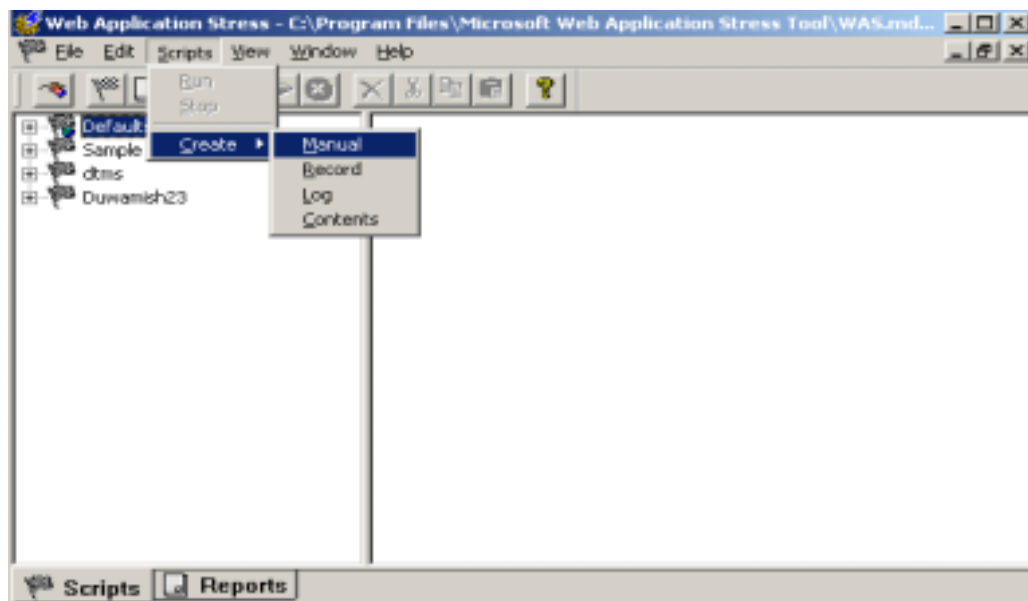 Web Application Stress - C:\Program Files\Microsoft Web Application Stress Tool\WAS.md...
File Edit Scripts View Window Help
Run
Stop
Create
Manual
Record
Log
Contents
Defaults
Sample
dtms
Duwamish23
Scripts Reports